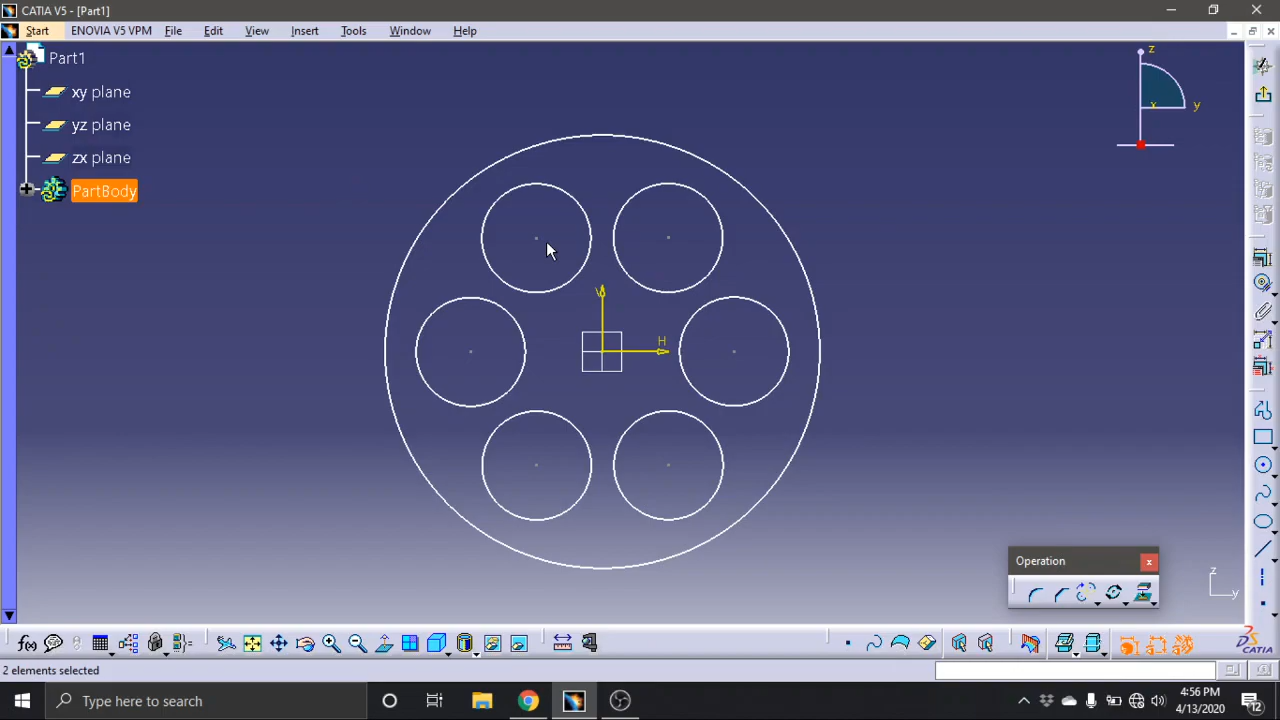 CATIA V5 - [Part1]
Start ENOVIA V5 VPM File Edit View Insert Tools Window Help
Part1
xy plane
yz plane
zx plane
PartBody
z
x y
V
H
Operation
z
y
f(x)
CATIA
2 elements selected
Type here to search
4:56 PM
4/13/2020
12